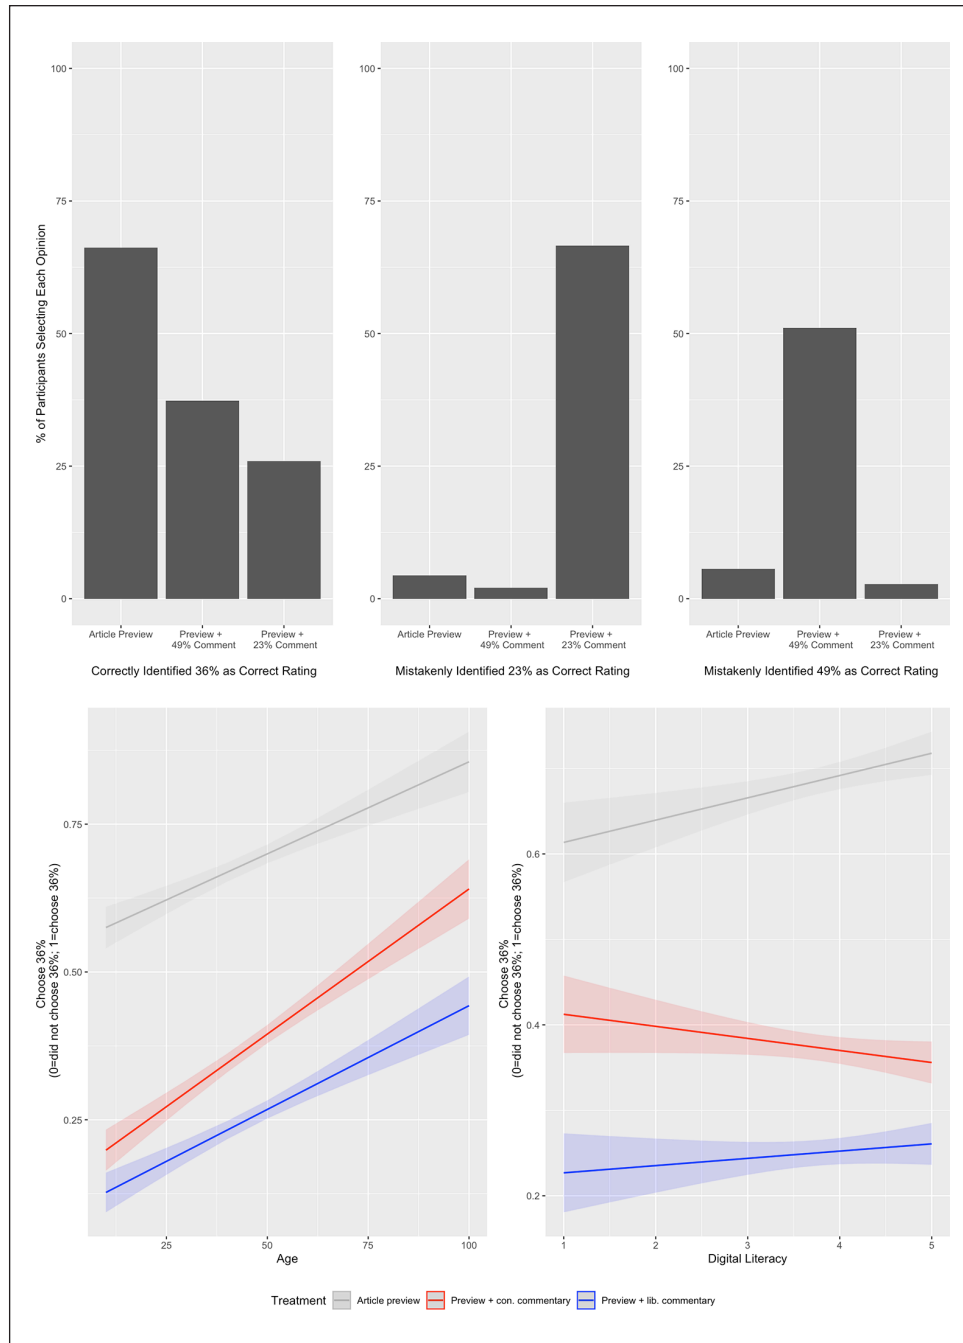 % of Participants Selecting Each Opinion
100
75
50
25
0
Article Preview
Preview +
49% Comment
Preview +
23% Comment
Correctly Identified 36% as Correct Rating
100
75
50
25
0
Article Preview
Preview +
49% Comment
Preview +
23% Comment
Mistakenly Identified 23% as Correct Rating
100
75
50
25
0
Article Preview
Preview +
49% Comment
Preview +
23% Comment
Mistakenly Identified 49% as Correct Rating
Choose 36%
(0=did not choose 36%; 1=choose 36%)
0.75
0.50
0.25
25
50
75
100
Age
Choose 36%
(0=did not choose 36%; 1=choose 36%)
0.6
0.4
0.2
1
2
3
4
5
Digital Literacy
Treatment
Article preview
Preview + con. commentary
Preview + lib. commentary